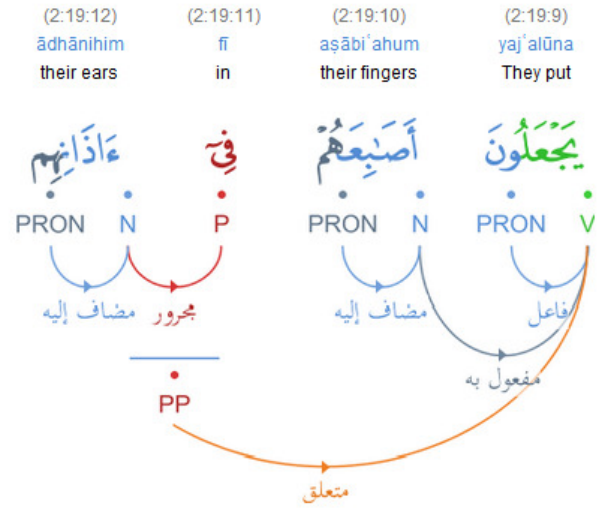 (2:19:12) (2:19:11) (2:19:10) (2:19:9)
ādhānihim fī aṣābiʿahum yajʿalūna
their ears in their fingers They put
يَجْعَلُونَ أَصَٰبِعَهُمْ فِىٓ ءَاذَانِهِم
PRON N P PRON N PRON V
مضاف إليه مجرور مضاف إليه فاعل
مفعول به
PP
متعلق